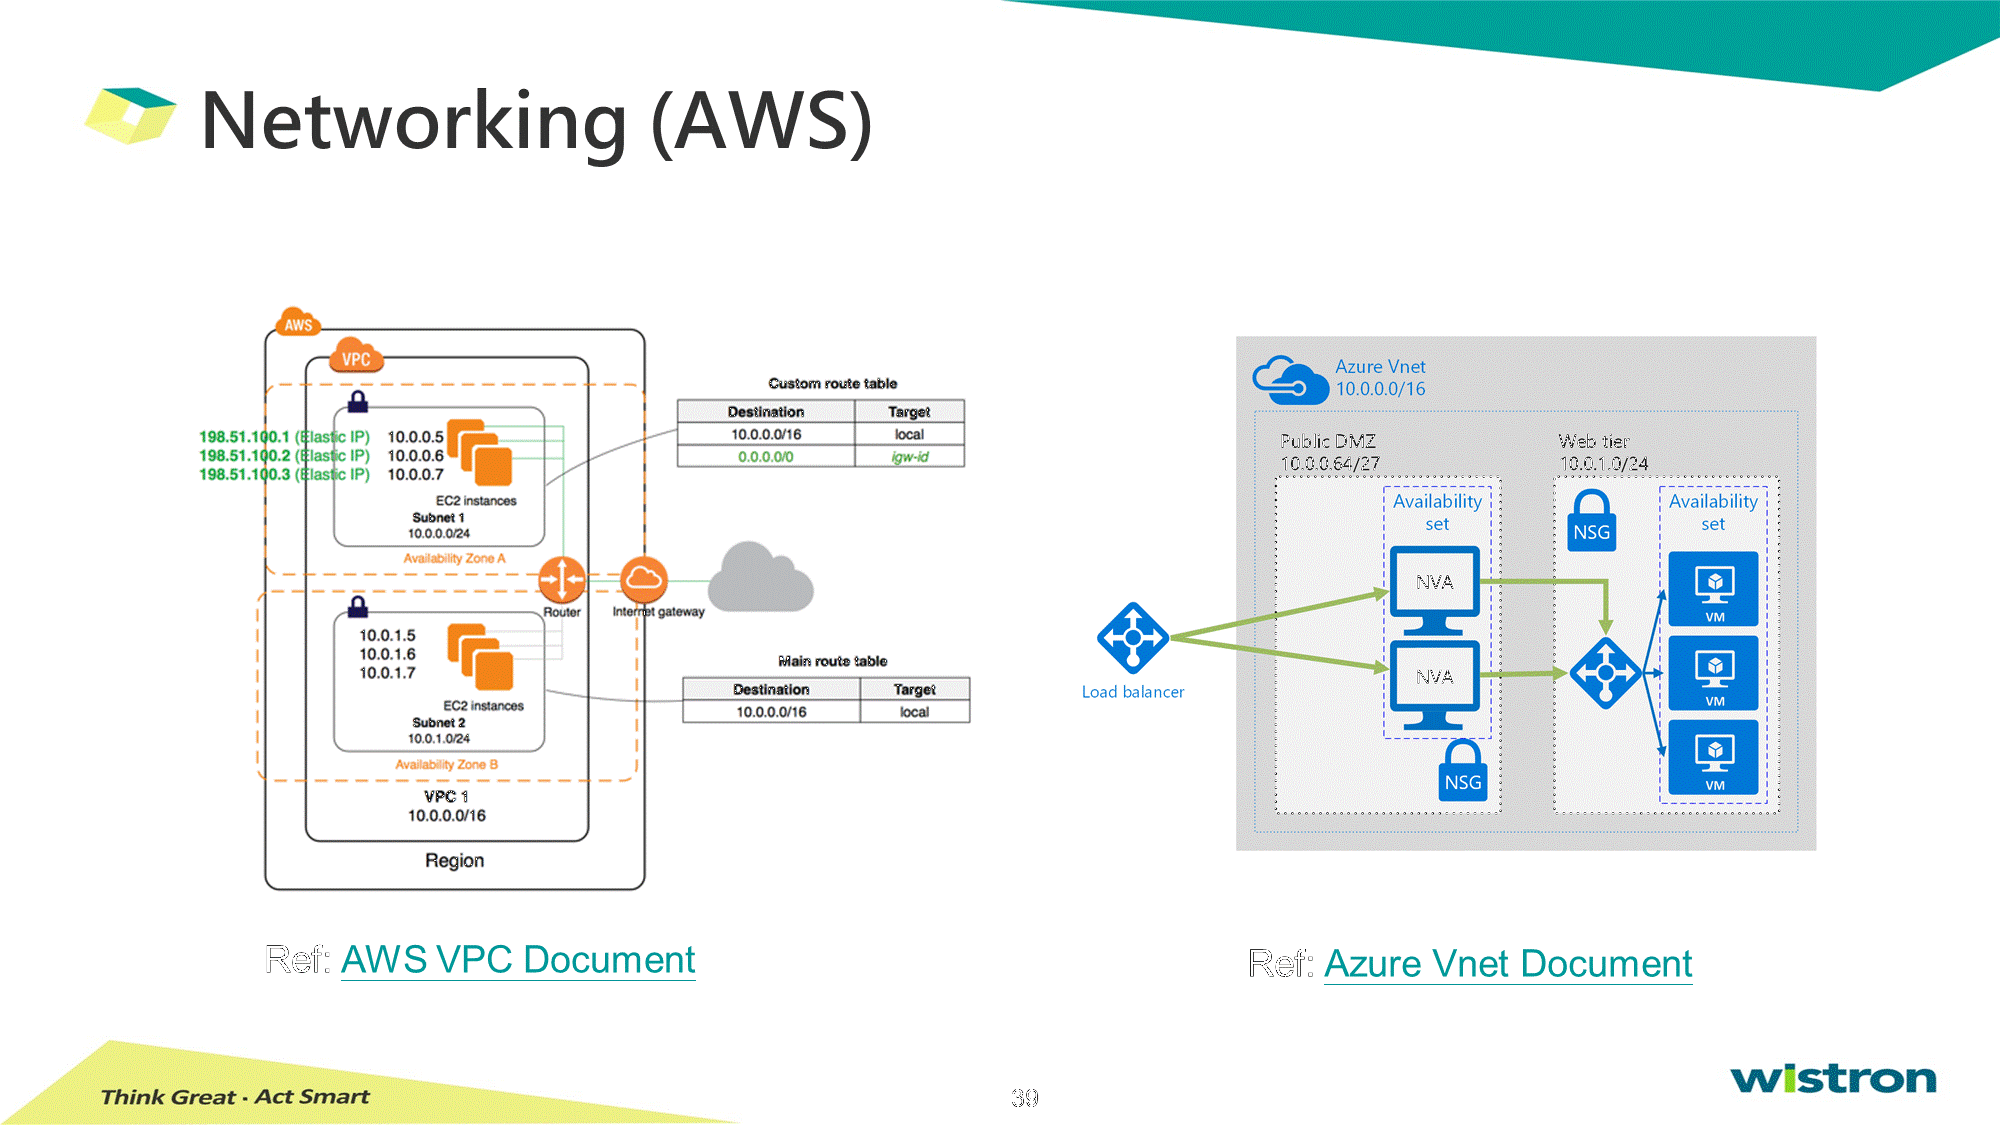 Networking (AWS)
AWS
VPC
198.51.100.1 (Elastic IP)
198.51.100.2 (Elastic IP)
198.51.100.3 (Elastic IP)
10.0.0.5
10.0.0.6
10.0.0.7
EC2 instances
Subnet 1
10.0.0.0/24
Availability Zone A
Router
Internet gateway
10.0.1.5
10.0.1.6
10.0.1.7
EC2 instances
Subnet 2
10.0.1.0/24
Availability Zone B
VPC 1
10.0.0.0/16
Region
Custom route table
Destination Target
10.0.0.0/16 local
0.0.0.0/0 igw-id
Main route table
Destination Target
10.0.0.0/16 local
Ref: AWS VPC Document
Azure Vnet
10.0.0.0/16
Public DMZ
10.0.0.64/27
Availability
set
NVA
NVA
NSG
Load balancer
Web tier
10.0.1.0/24
NSG
Availability
set
VM
VM
VM
Ref: Azure Vnet Document
Think Great · Act Smart
39
wistron